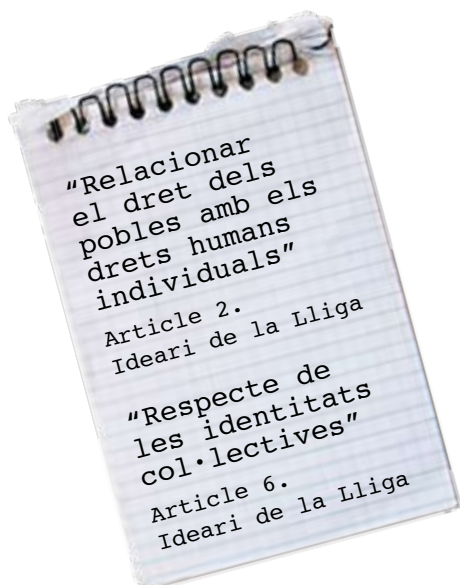 "Relacionar
el dret dels
pobles amb els
drets humans
individuals"
Article 2.
Ideari de la Lliga
"Respecte de
les identitats
col·lectives"
Article 6.
Ideari de la Lliga